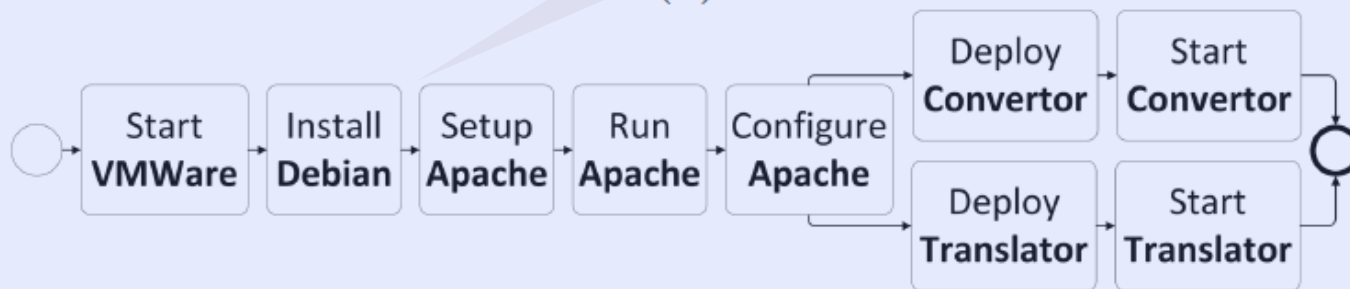 Start
VMWare
Install
Debian
Setup
Apache
Run
Apache
Configure
Apache
Deploy
Convertor
Start
Convertor
Deploy
Translator
Start
Translator